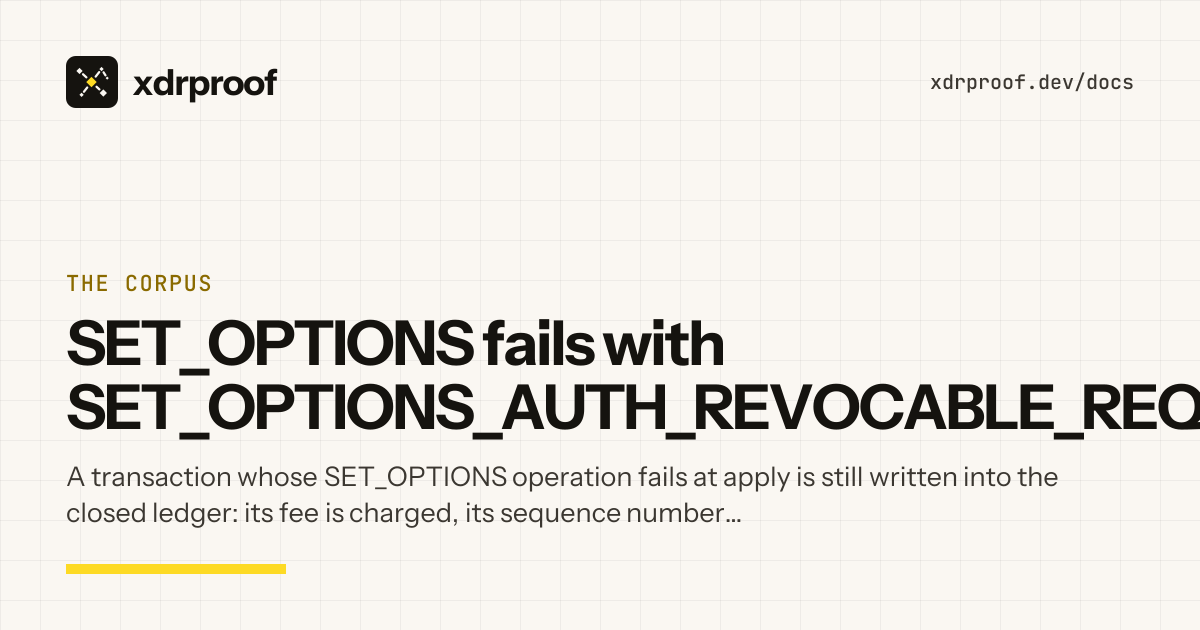 xdrproof
xdrproof.dev/docs
THE CORPUS
SET_OPTIONS fails with
SET_OPTIONS_AUTH_REVOCABLE_REQ
A transaction whose SET_OPTIONS operation fails at apply is still written into the
closed ledger: its fee is charged, its sequence number…